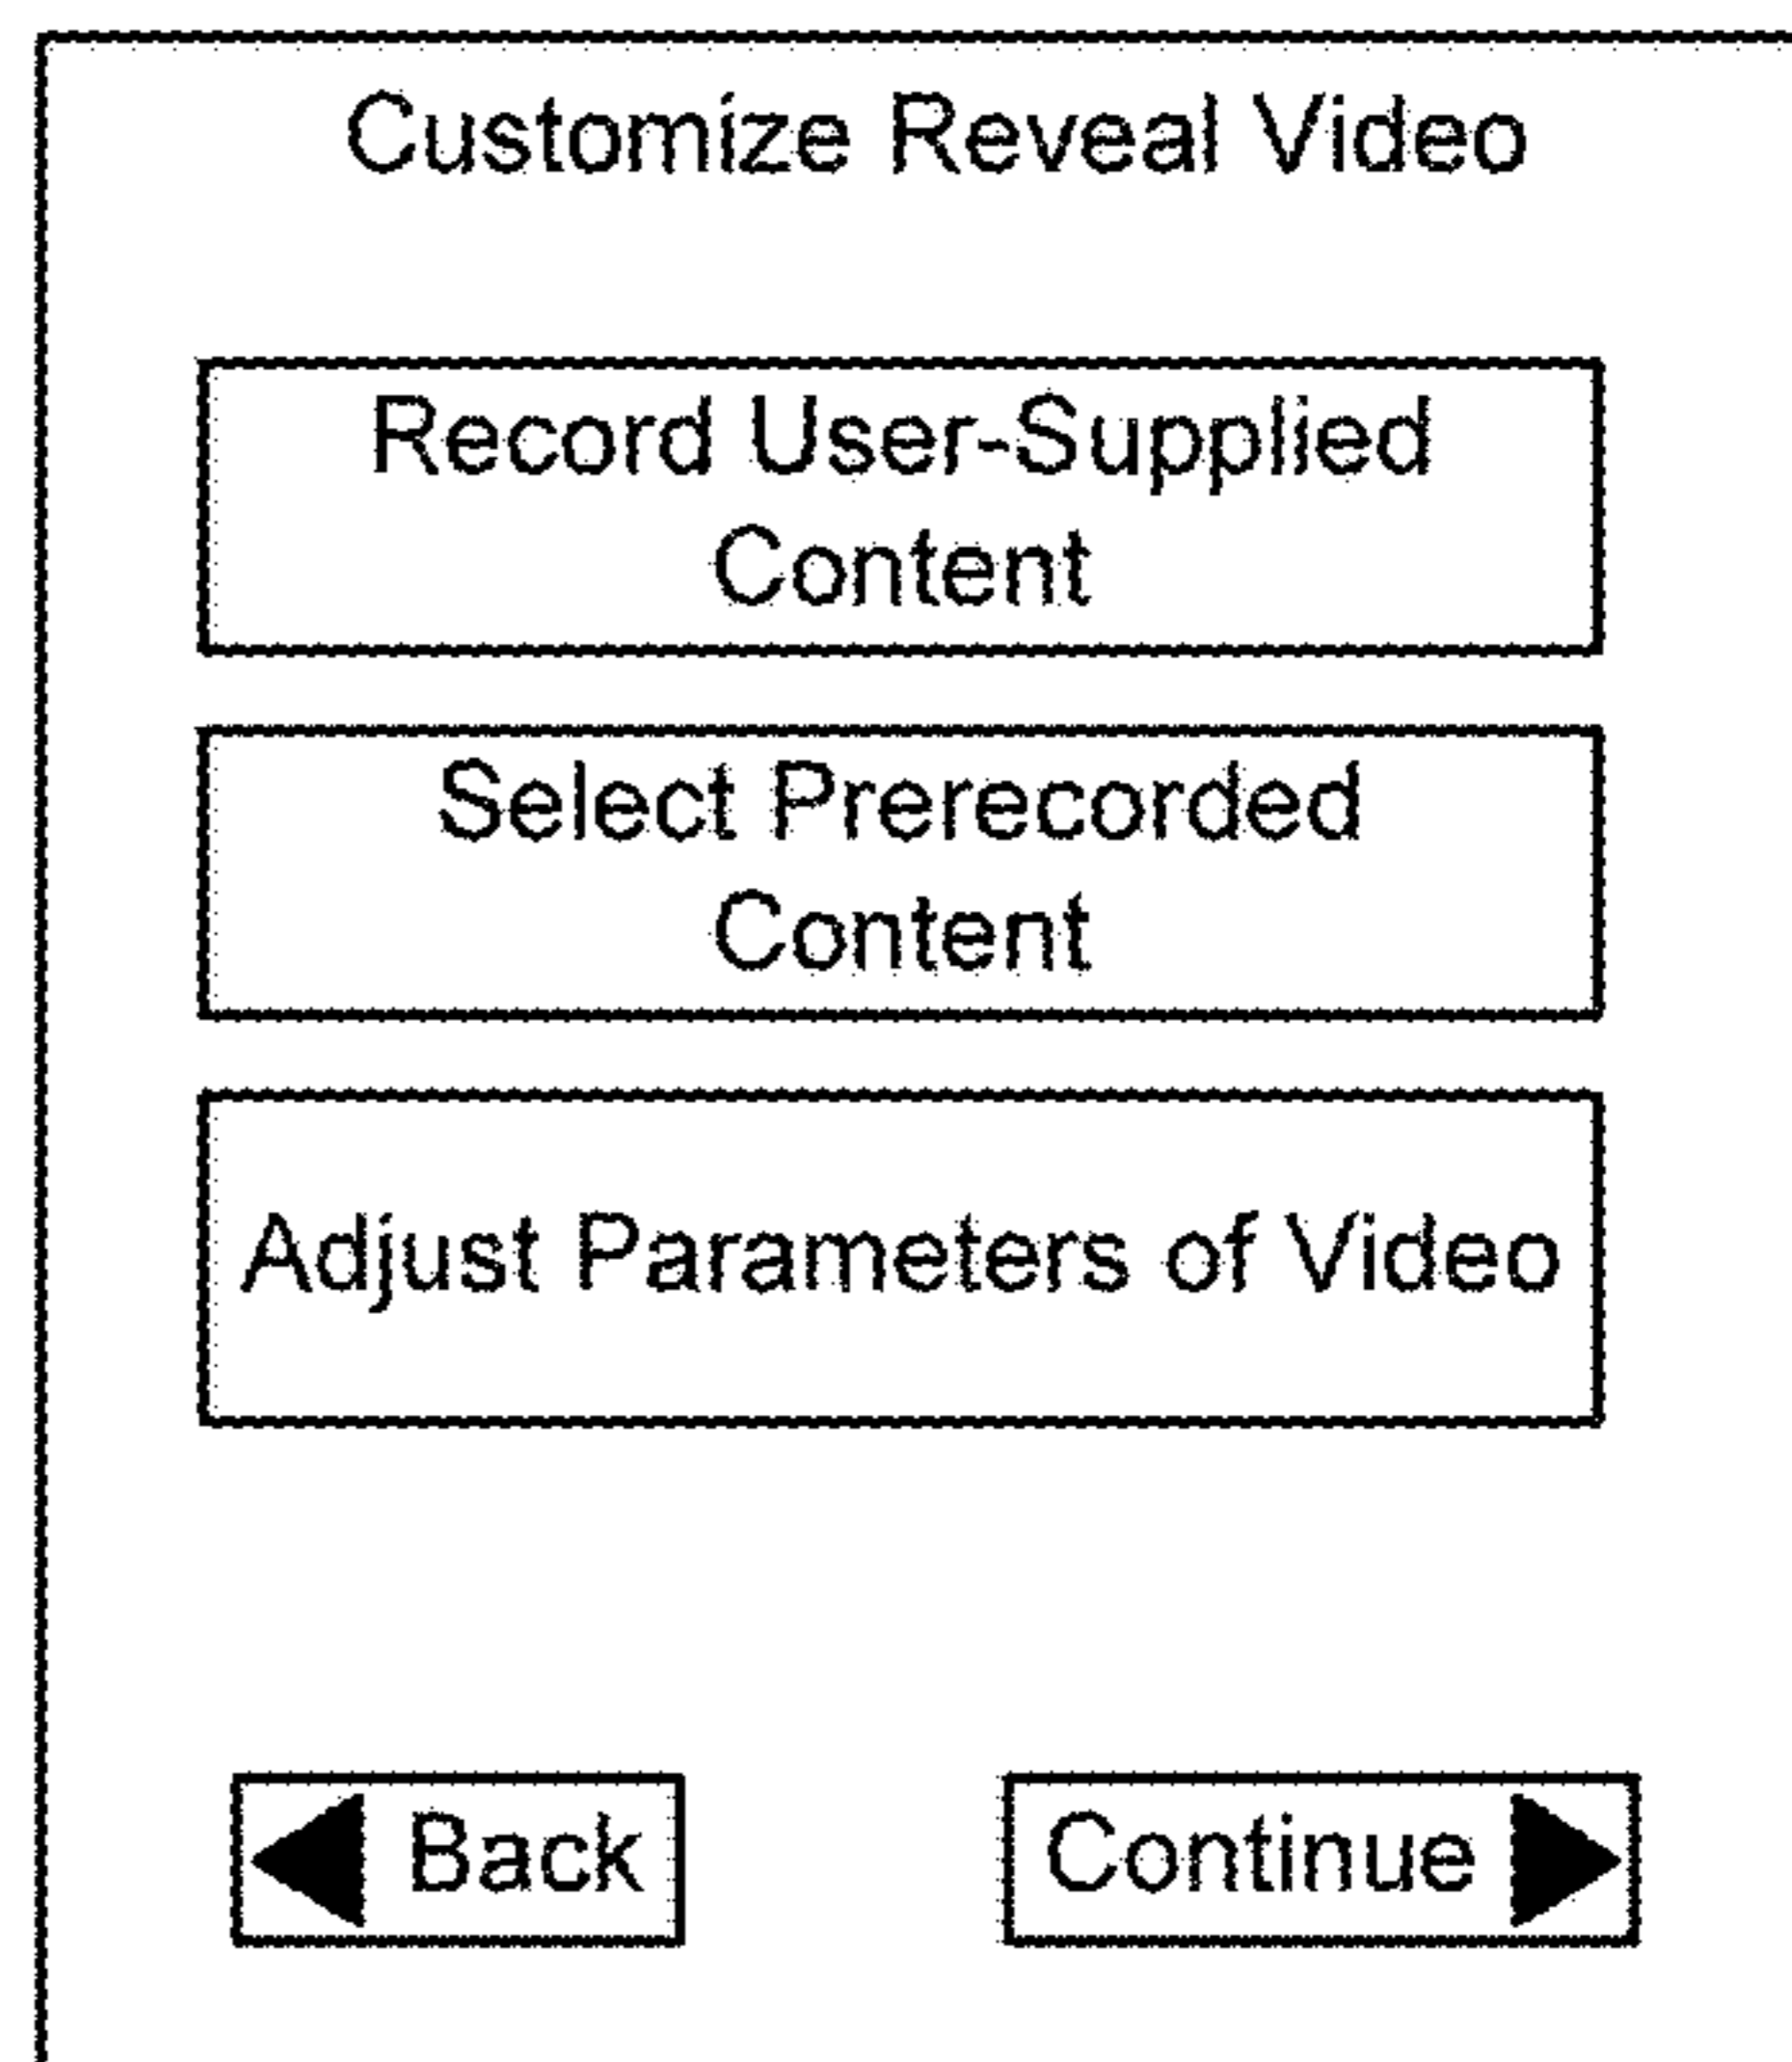 Customize Reveal Video
Record User-Supplied
Content
Select Prerecorded
Content
Adjust Parameters of Video
Back
Continue